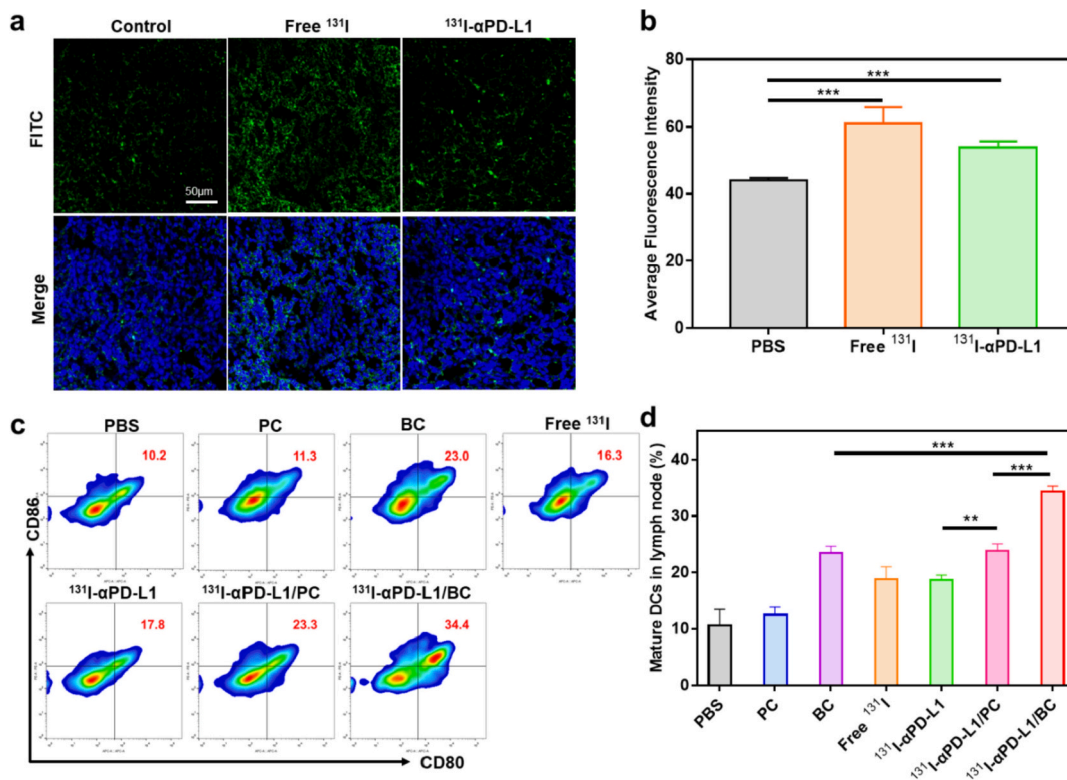 a
Control
Free ¹³¹I
¹³¹I-αPD-L1
FITC
50μm
Merge
b
Average Fluorescence Intensity
80
60
40
20
0
***
***
PBS
Free ¹³¹I
¹³¹I-αPD-L1
c
PBS
PC
BC
Free ¹³¹I
10.2
11.3
23.0
16.3
CD86
¹³¹I-αPD-L1
¹³¹I-αPD-L1/PC
¹³¹I-αPD-L1/BC
17.8
23.3
34.4
CD80
d
Mature DCs in lymph node (%)
40
30
20
10
0
***
***
**
PBS
PC
BC
Free ¹³¹I
¹³¹I-αPD-L1
¹³¹I-αPD-L1/PC
¹³¹I-αPD-L1/BC